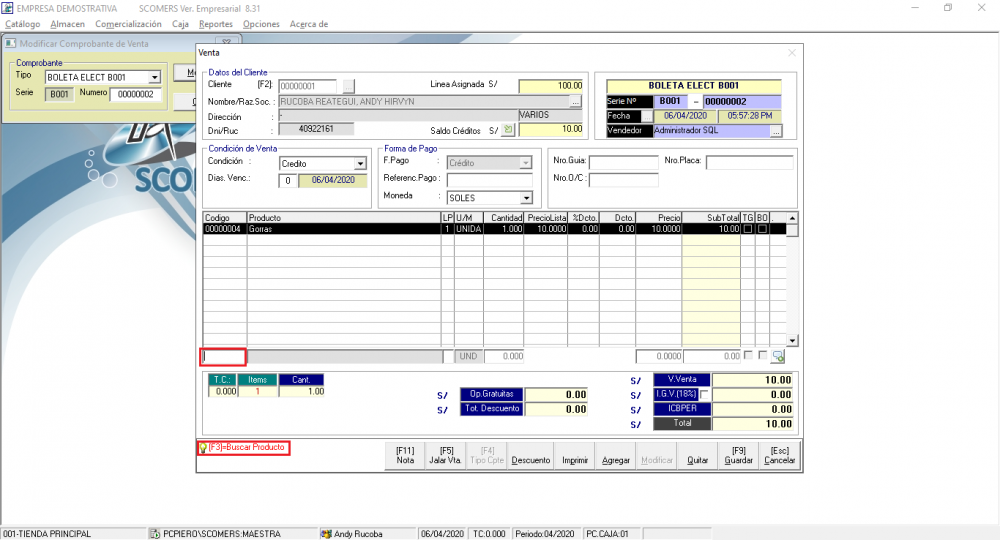 EMPRESA DEMOSTRATIVA SCOMERS Ver. Empresarial 8.31
Catálogo Almacen Comercialización Caja Reportes Opciones Acerca de
Modificar Comprobante de Venta
Comprobante
Tipo BOLETA ELECT B001
Serie B001 Numero 00000002
SCO
Venta
Datos del Cliente
Cliente [F2]: 00000001 Linea Asignada S/ 100.00
Nombre/Raz.Soc. : RUCOBA REATEGUI, ANDY HIRVYN ...
Dirección : - VARIOS
Dni/Ruc : 40922161 Saldo Créditos S/ 10.00
BOLETA ELECT B001
Serie Nº B001 – 00000002
Fecha 06/04/2020 05:57:28 PM
Vendedor Administrador SQL ...
Condición de Venta
Condición : Credito
Dias. Venc.: 0 06/04/2020
Forma de Pago
F.Pago : Crédito
Referenc.Pago :
Moneda : SOLES
Nro.Guia: Nro.Placa:
Nro.O/C :
Codigo Producto LP U/M Cantidad PrecioLista %Dcto. Dcto. Precio SubTotal TG BO .
00000004 Gorras 1 UNIDA 1.000 10.0000 0.00 0.00 10.0000 10.00
UND 0.000 0.0000 0.00
T.C.: Items Cant.
0.000 1 1.00
S/ Op.Gratuitas 0.00
S/ Tot. Descuento 0.00
S/ V.Venta 10.00
S/ I.G.V.(18%) 0.00
S/ ICBPER 0.00
S/ Total 10.00
[F3]=Buscar Producto
[F11] Nota
[F5] Jalar Vta.
[F4] Tipo Cpte
Descuento
Imprimir
Agregar
Modificar
Quitar
[F9] Guardar
[Esc] Cancelar
001-TIENDA PRINCIPAL PCPIERO\SCOMERS:MAESTRA Andy Rucoba 06/04/2020 TC:0.000 Periodo:04/2020 PC.CAJA:01